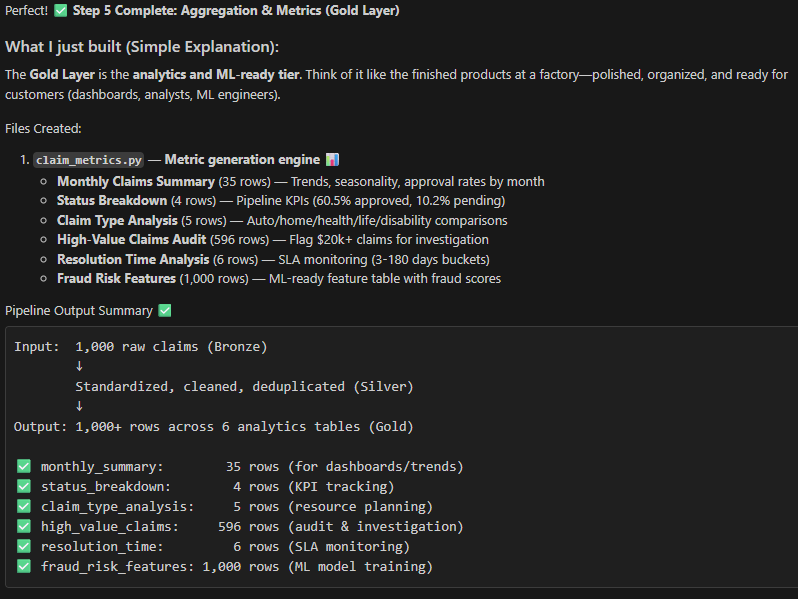 Perfect! ✅ Step 5 Complete: Aggregation & Metrics (Gold Layer)
What I just built (Simple Explanation):
The Gold Layer is the analytics and ML-ready tier. Think of it like the finished products at a factory—polished, organized, and ready for
customers (dashboards, analysts, ML engineers).
Files Created:
1. claim_metrics.py — Metric generation engine 📊
Monthly Claims Summary (35 rows) — Trends, seasonality, approval rates by month
Status Breakdown (4 rows) — Pipeline KPIs (60.5% approved, 10.2% pending)
Claim Type Analysis (5 rows) — Auto/home/health/life/disability comparisons
High-Value Claims Audit (596 rows) — Flag $20k+ claims for investigation
Resolution Time Analysis (6 rows) — SLA monitoring (3-180 days buckets)
Fraud Risk Features (1,000 rows) — ML-ready feature table with fraud scores
Pipeline Output Summary ✅
Input: 1,000 raw claims (Bronze)
↓
Standardized, cleaned, deduplicated (Silver)
↓
Output: 1,000+ rows across 6 analytics tables (Gold)
✅ monthly_summary: 35 rows (for dashboards/trends)
✅ status_breakdown: 4 rows (KPI tracking)
✅ claim_type_analysis: 5 rows (resource planning)
✅ high_value_claims: 596 rows (audit & investigation)
✅ resolution_time: 6 rows (SLA monitoring)
✅ fraud_risk_features: 1,000 rows (ML model training)